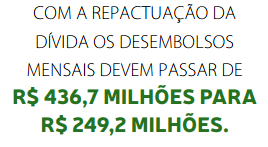 COM A REPACTUAÇÃO DA
DÍVIDA OS DESEMBOLSOS
MENSAIS DEVEM PASSAR DE
R$ 436,7 MILHÕES PARA
R$ 249,2 MILHÕES.